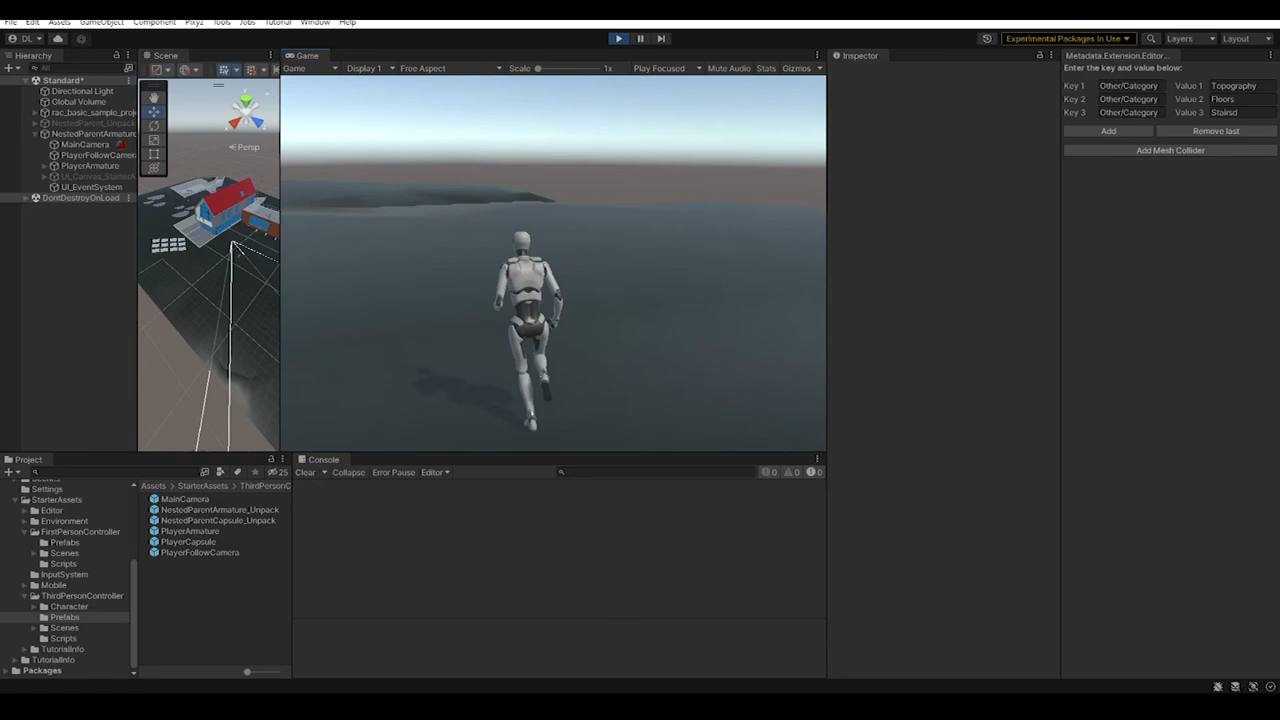 File Edit Assets GameObject Component Pixyz Tools Jobs Tutorial Window Help
DL Experimental Packages In Use Layers Layout
Hierarchy
All
Standard*
Directional Light
Global Volume
rac_basic_sample_proj
NestedParent_Unpack
NestedParentArmature
MainCamera
PlayerFollowCamera
PlayerArmature
UI_Canvas_StarterA
UI_EventSystem
DontDestroyOnLoad
Scene
Persp
Game
Game Display 1 Free Aspect Scale 1x Play Focused Mute Audio Stats Gizmos
Inspector
Metadata.Extension.Editor...
Enter the key and value below:
Key 1 Other/Category Value 1 Topography
Key 2 Other/Category Value 2 Floors
Key 3 Other/Category Value 3 Stairsd
Add Remove last
Add Mesh Collider
Project
25
Settings
StarterAssets
Editor
Environment
FirstPersonController
Prefabs
Scenes
Scripts
InputSystem
Mobile
ThirdPersonController
Character
Prefabs
Scenes
Scripts
TutorialInfo
TutorialInfo
Packages
Assets StarterAssets ThirdPersonC
MainCamera
NestedParentArmature_Unpack
NestedParentCapsule_Unpack
PlayerArmature
PlayerCapsule
PlayerFollowCamera
Console
Clear Collapse Error Pause Editor 0 0 0